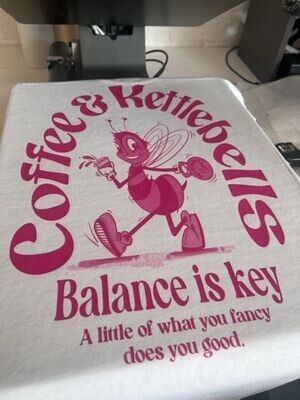 Coffee & Kettlebells
Balance is key
A little of what you fancy
does you good.